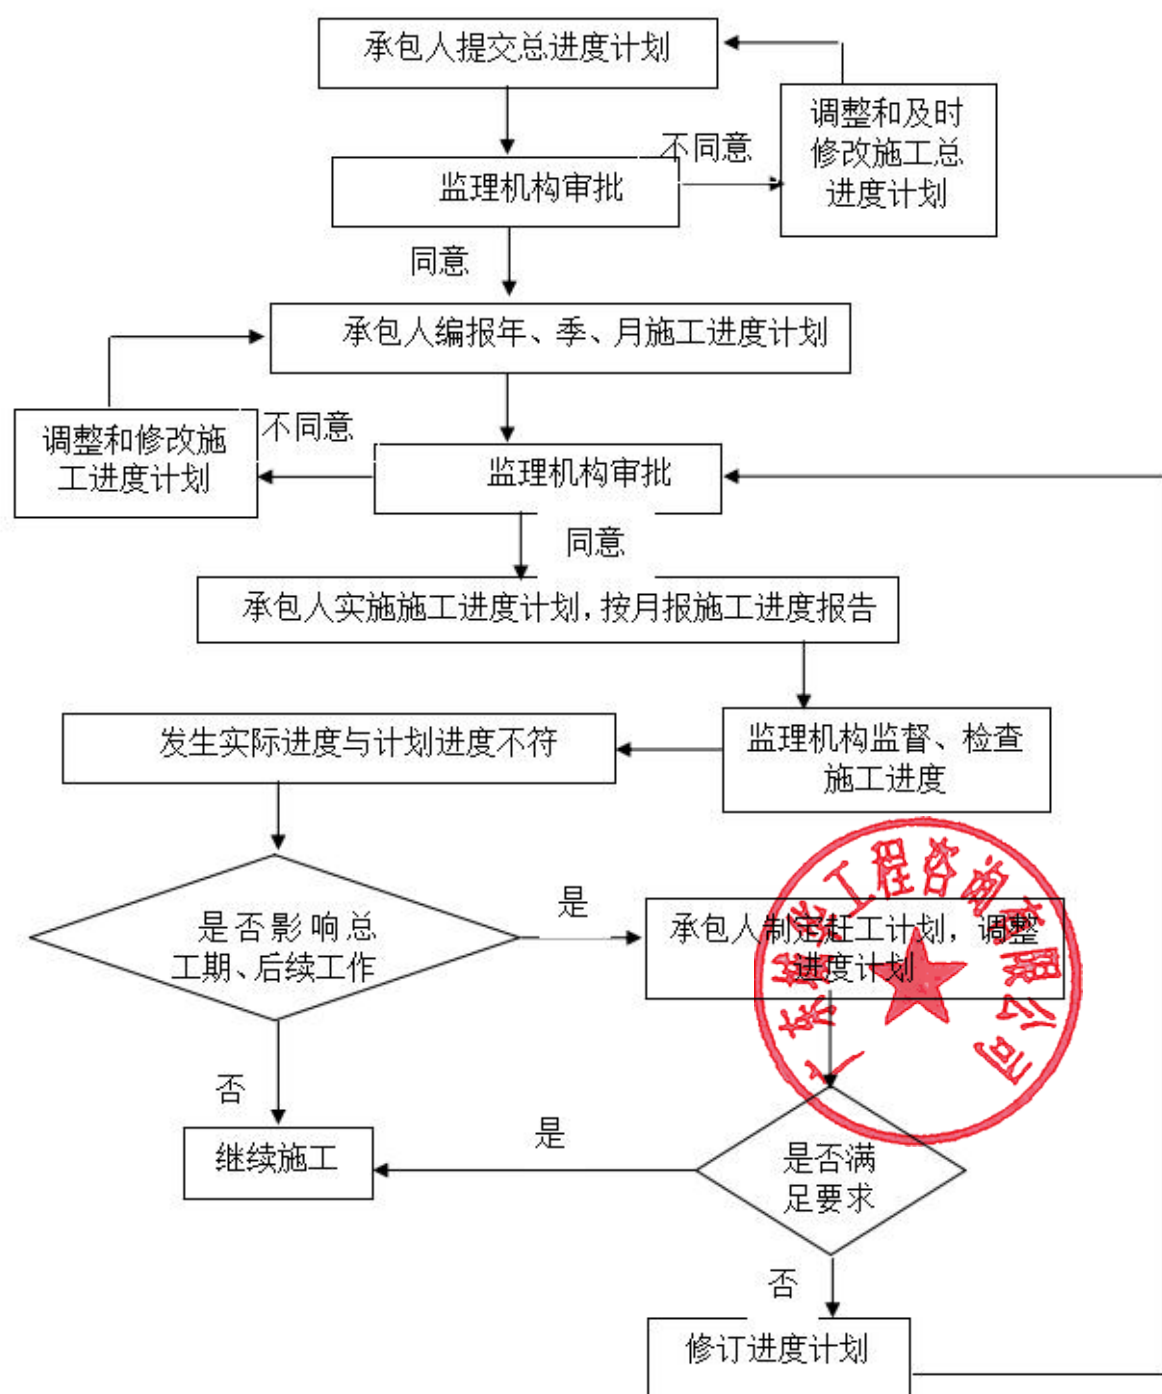 承包人提交总进度计划
调整和及时
修改施工总
进度计划
不同意
监理机构审批
同意
承包人编报年、季、月施工进度计划
不同意
调整和修改施
工进度计划
监理机构审批
同意
承包人实施施工进度计划，按月报施工进度报告
发生实际进度与计划进度不符
监理机构监督、检查
施工进度
是否影响总
工期、后续工作
是
承包人制定赶工计划，调整
进度计划
否
继续施工
是
是否满
足要求
否
修订进度计划